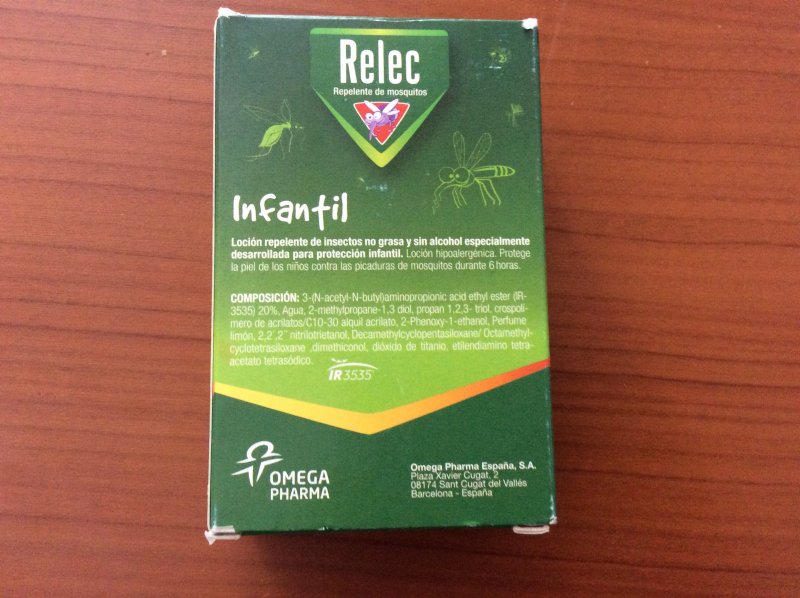 Relec
Repelente de mosquitos
Infantil
Loción repelente de insectos no grasa y sin alcohol especialmente
desarrollada para protección infantil. Loción hipoalergénica. Protege
la piel de los niños contra las picaduras de mosquitos durante 6 horas.
COMPOSICIÓN: 3-(N-acetyl-N-butyl)aminopropionic acid ethyl ester (IR-
3535) 20%, Agua, 2-methylpropane-1,3 diol, propan 1,2,3- triol, crospolí-
mero de acrilatos/C10-30 alquil acrilato, 2-Phenoxy-1-ethanol, Perfume
limón, 2,2',2'' nitrilotrietanol, Decamethylcyclopentasiloxane/ Octamethyl-
cyclotetrasiloxane ,dimethiconol, dióxido de titanio, etilendiamino tetra-
acetato tetrasódico.
IR3535
OMEGA
PHARMA
Omega Pharma España, S.A.
Plaza Xavier Cugat, 2
08174 Sant Cugat del Vallés
Barcelona - España